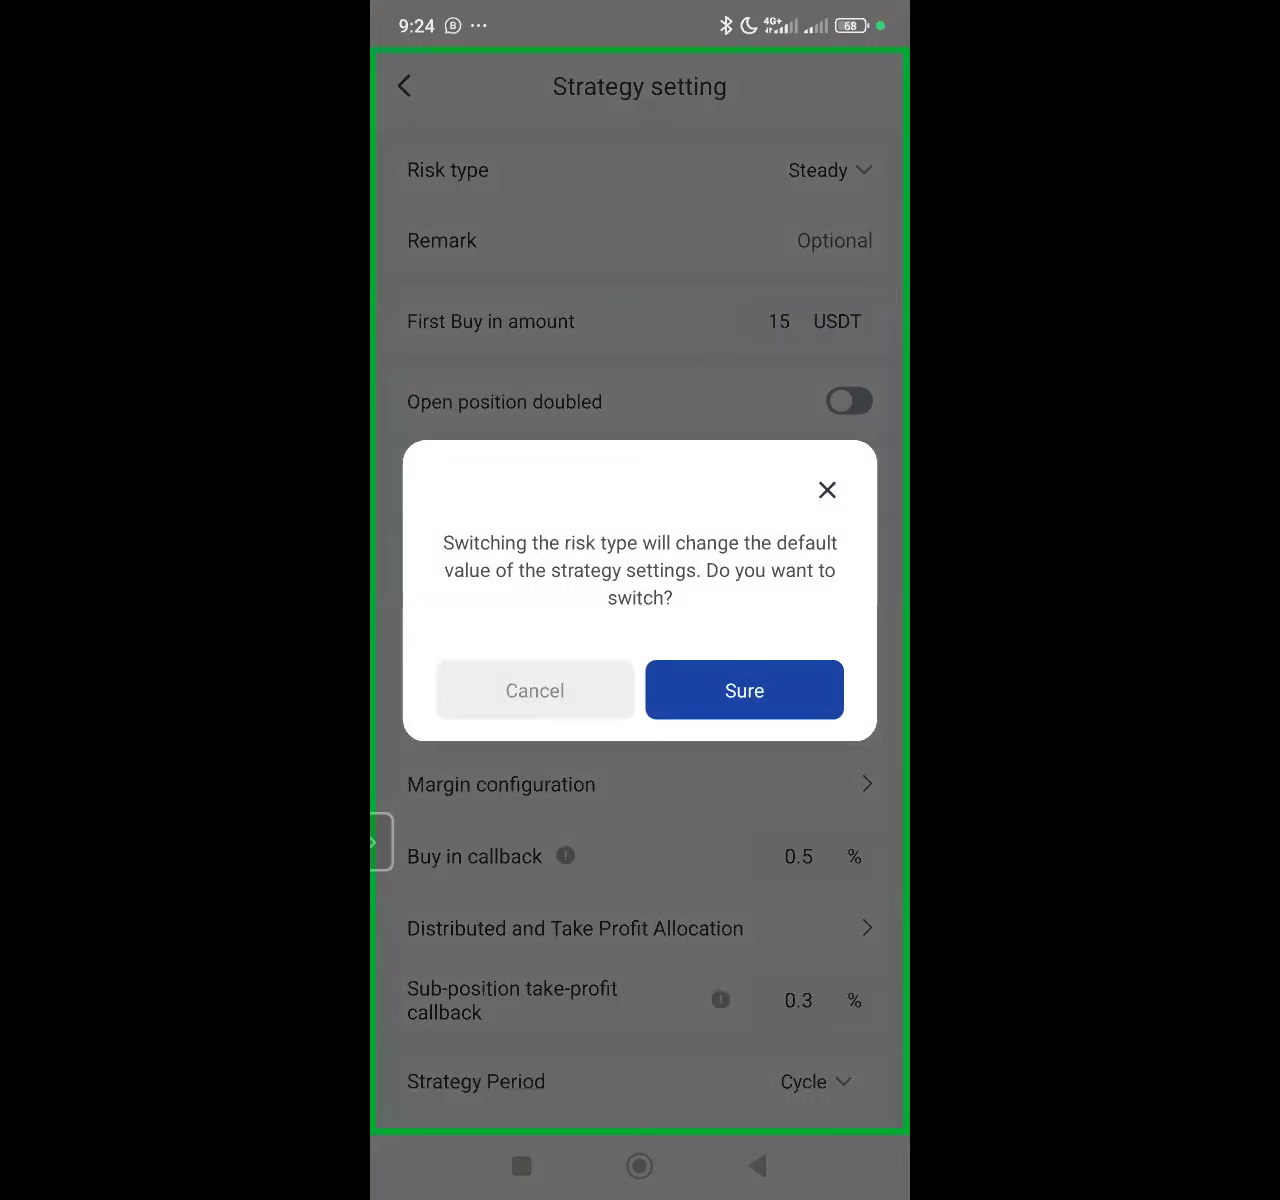 9:24 B ... 4G+ 68
Strategy setting
Risk type Steady
Remark Optional
First Buy in amount 15 USDT
Open position doubled
Switching the risk type will change the default
value of the strategy settings. Do you want to
switch?
Cancel Sure
Margin configuration
Buy in callback 0.5 %
Distributed and Take Profit Allocation
Sub-position take-profit
callback 0.3 %
Strategy Period Cycle